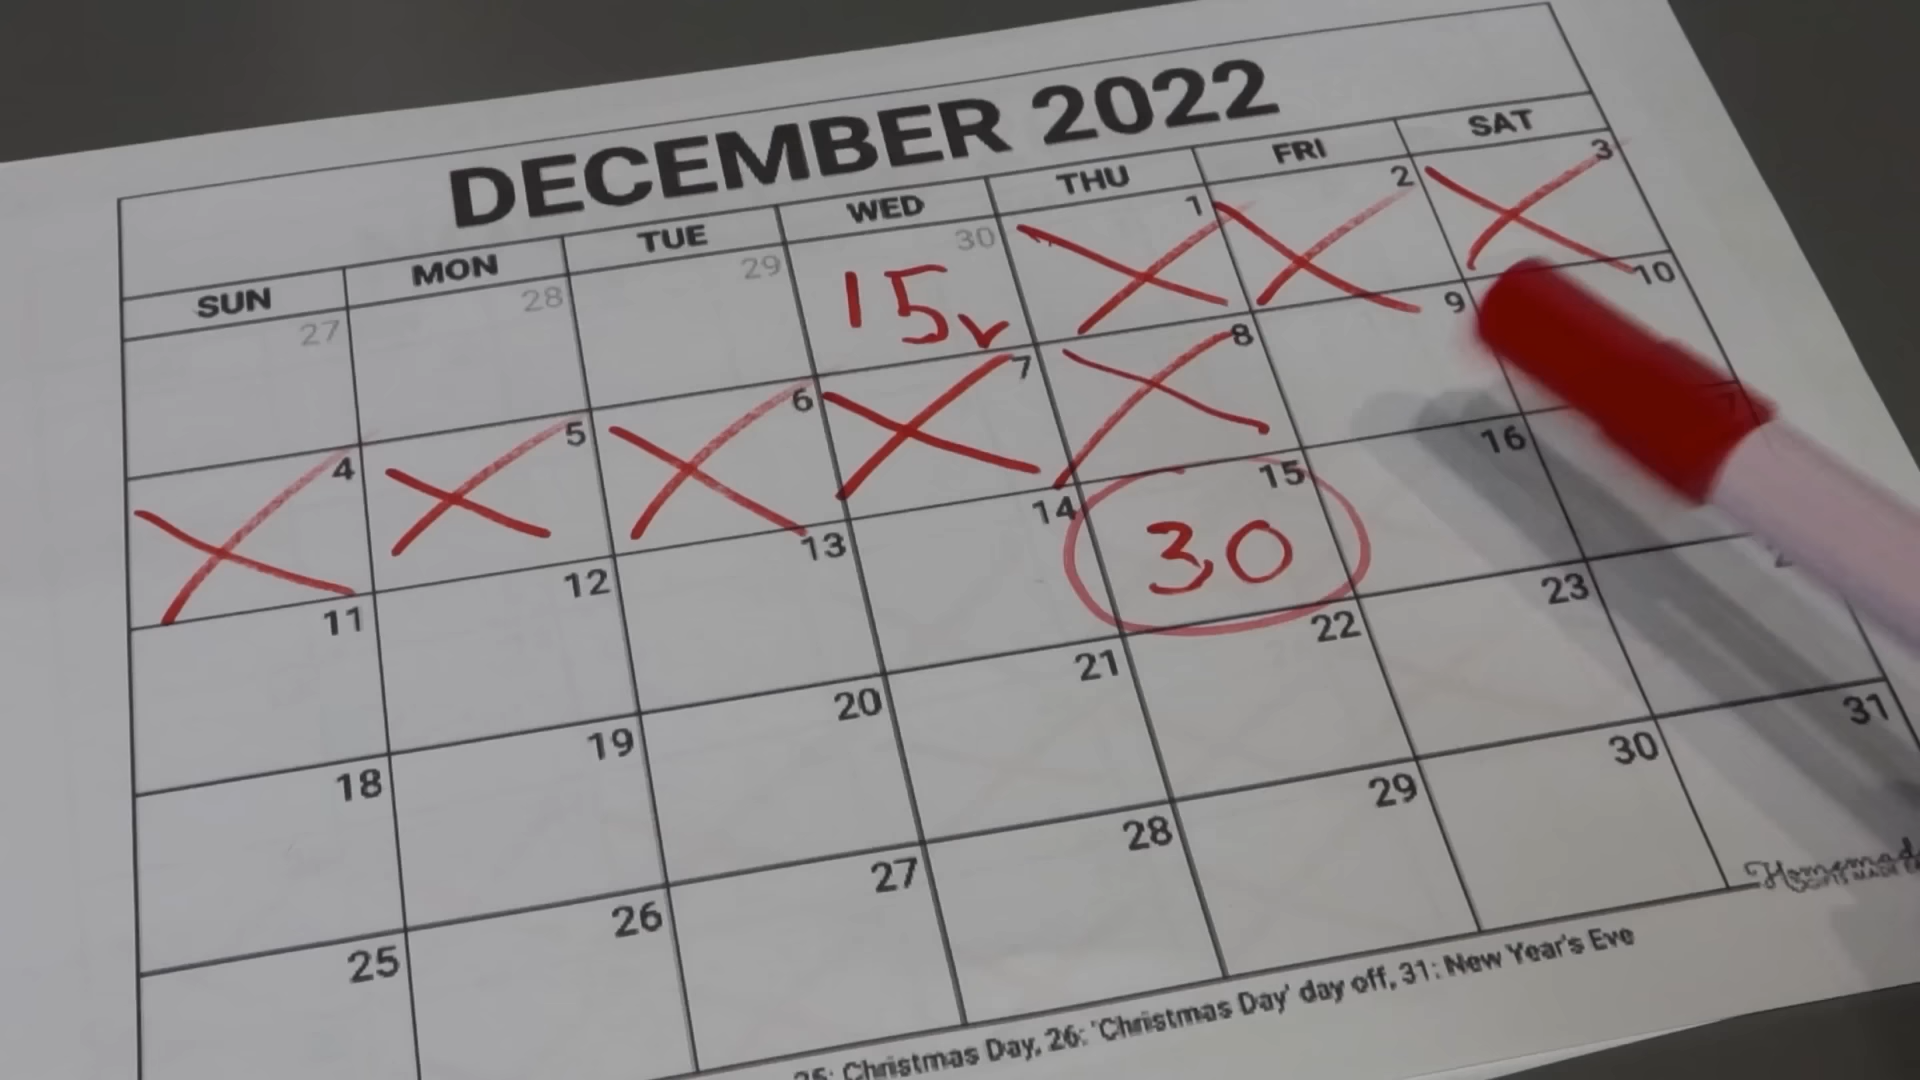 DECEMBER 2022
SUN MON TUE WED THU FRI SAT
27 28 29 30 1 2 3
15
4 5 6 7 8 9 10
11 12 13 14 15 16
30
18 19 20 21 22 23
25 26 27 28 29 30 31
25: Christmas Day, 26: 'Christmas Day' day off, 31: New Year's Eve